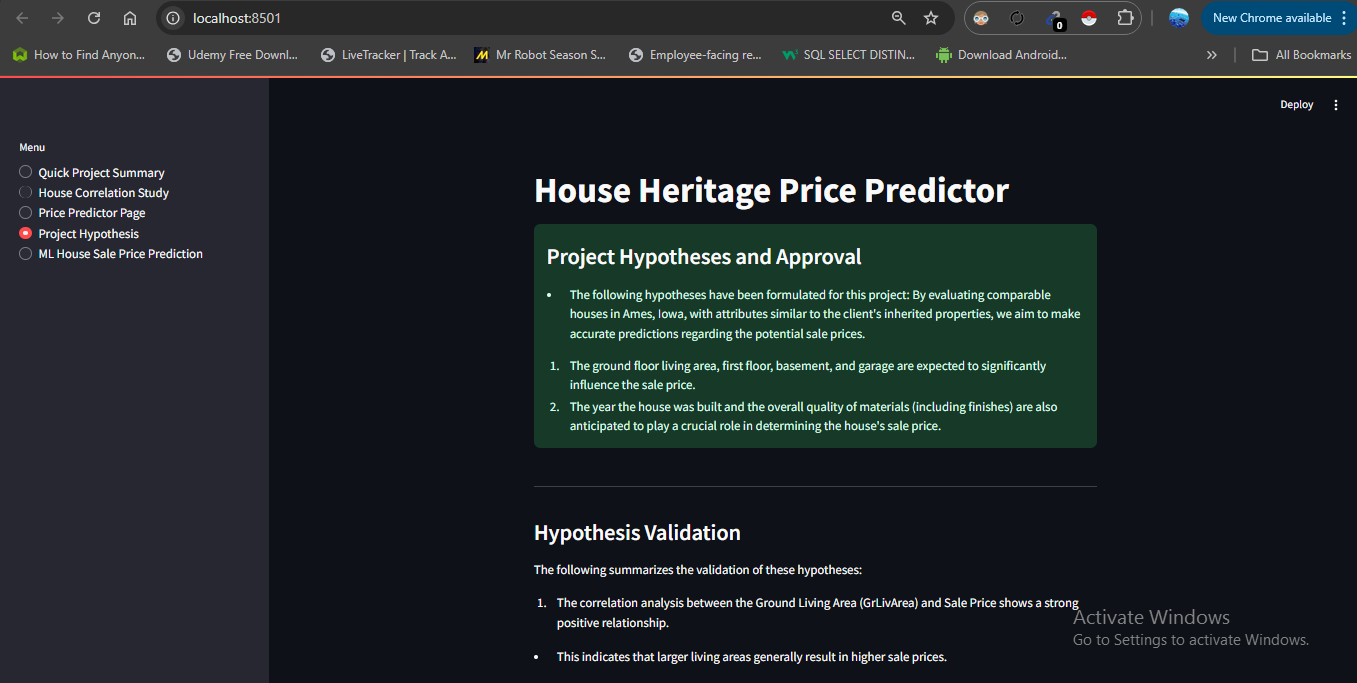 localhost:8501
0
New Chrome available
How to Find Anyon...
Udemy Free Downl...
LiveTracker | Track A...
Mr Robot Season S...
Employee-facing re...
SQL SELECT DISTIN...
Download Android...
All Bookmarks
Deploy
Menu
Quick Project Summary
House Correlation Study
Price Predictor Page
Project Hypothesis
ML House Sale Price Prediction
House Heritage Price Predictor
Project Hypotheses and Approval
• The following hypotheses have been formulated for this project: By evaluating comparable
houses in Ames, Iowa, with attributes similar to the client's inherited properties, we aim to make
accurate predictions regarding the potential sale prices.
1. The ground floor living area, first floor, basement, and garage are expected to significantly
influence the sale price.
2. The year the house was built and the overall quality of materials (including finishes) are also
anticipated to play a crucial role in determining the house's sale price.
Hypothesis Validation
The following summarizes the validation of these hypotheses:
1. The correlation analysis between the Ground Living Area (GrLivArea) and Sale Price shows a strong
positive relationship.
• This indicates that larger living areas generally result in higher sale prices.
Activate Windows
Go to Settings to activate Windows.